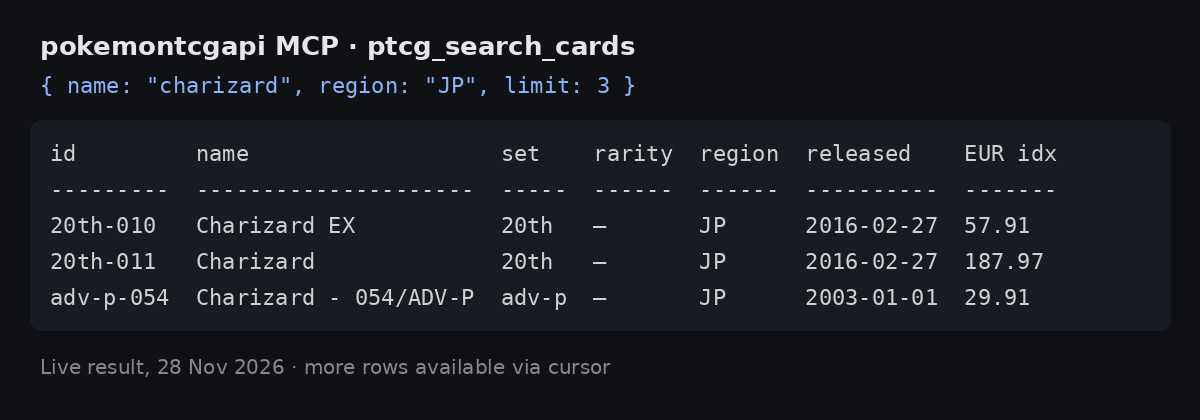 pokemontcgapi MCP · ptcg_search_cards
{ name: "charizard", region: "JP", limit: 3 }
id         name                   set    rarity  region  released    EUR idx
---------  ---------------------  -----  ------  ------  ----------  -------
20th-010   Charizard EX           20th   —       JP      2016-02-27  57.91
20th-011   Charizard              20th   —       JP      2016-02-27  187.97
adv-p-054  Charizard - 054/ADV-P  adv-p  —       JP      2003-01-01  29.91
Live result, 28 Nov 2026 · more rows available via cursor